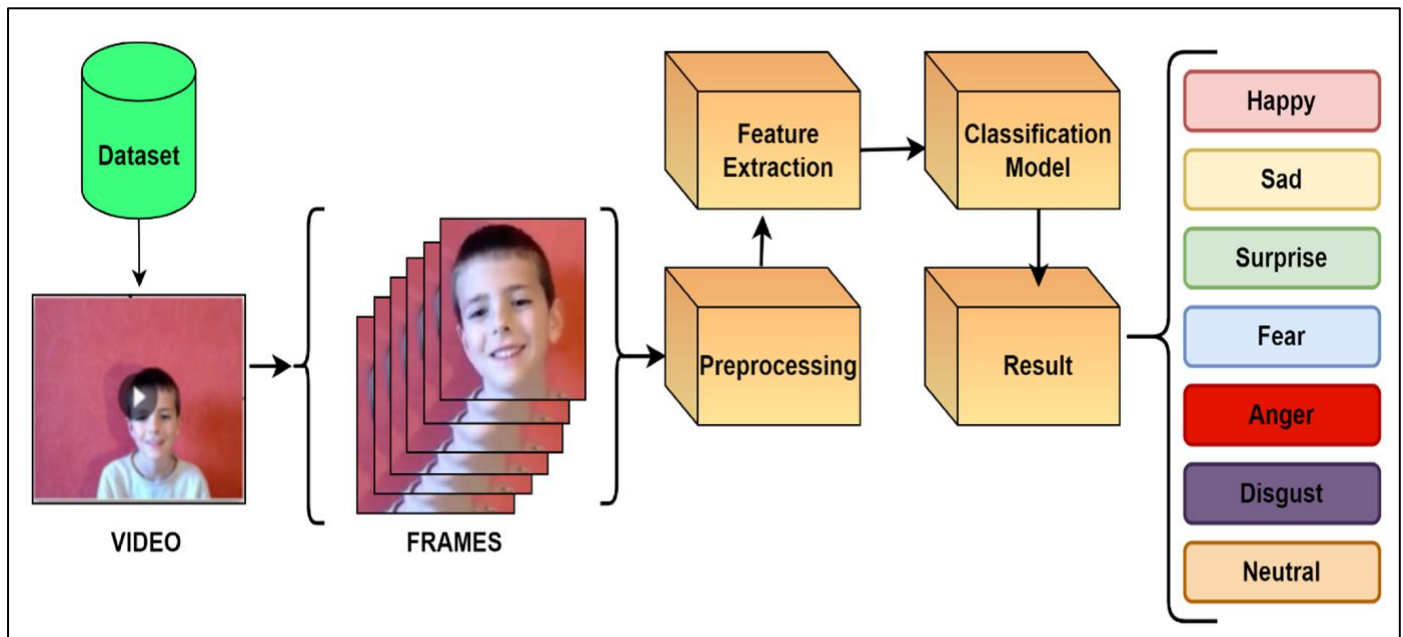 Dataset
VIDEO
FRAMES
Preprocessing
Feature
Extraction
Classification
Model
Result
Happy
Sad
Surprise
Fear
Anger
Disgust
Neutral